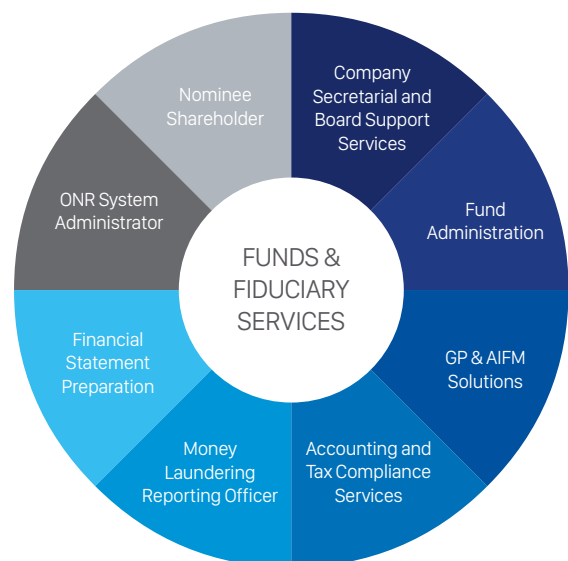 FUNDS &
FIDUCIARY
SERVICES
Company
Secretarial and
Board Support
Services
Fund
Administration
GP & AIFM
Solutions
Accounting and
Tax Compliance
Services
Money
Laundering
Reporting Officer
Financial
Statement
Preparation
ONR System
Administrator
Nominee
Shareholder